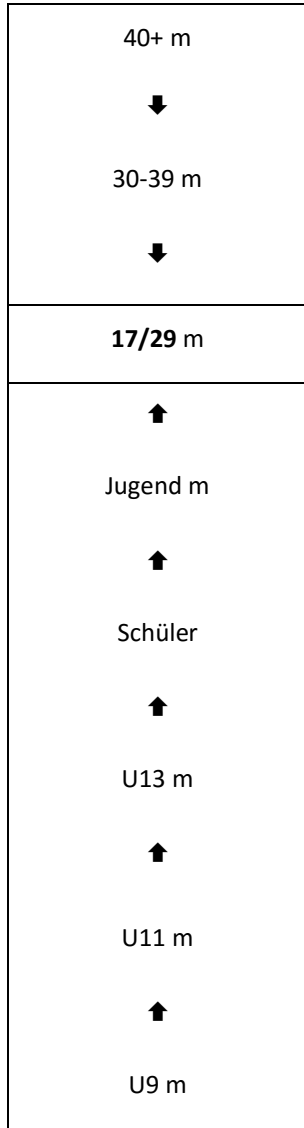 40+ m
🡇
30-39 m
🡇
17/29 m
🡅
Jugend m
🡅
Schüler
🡅
U13 m
🡅
U11 m
🡅
U9 m